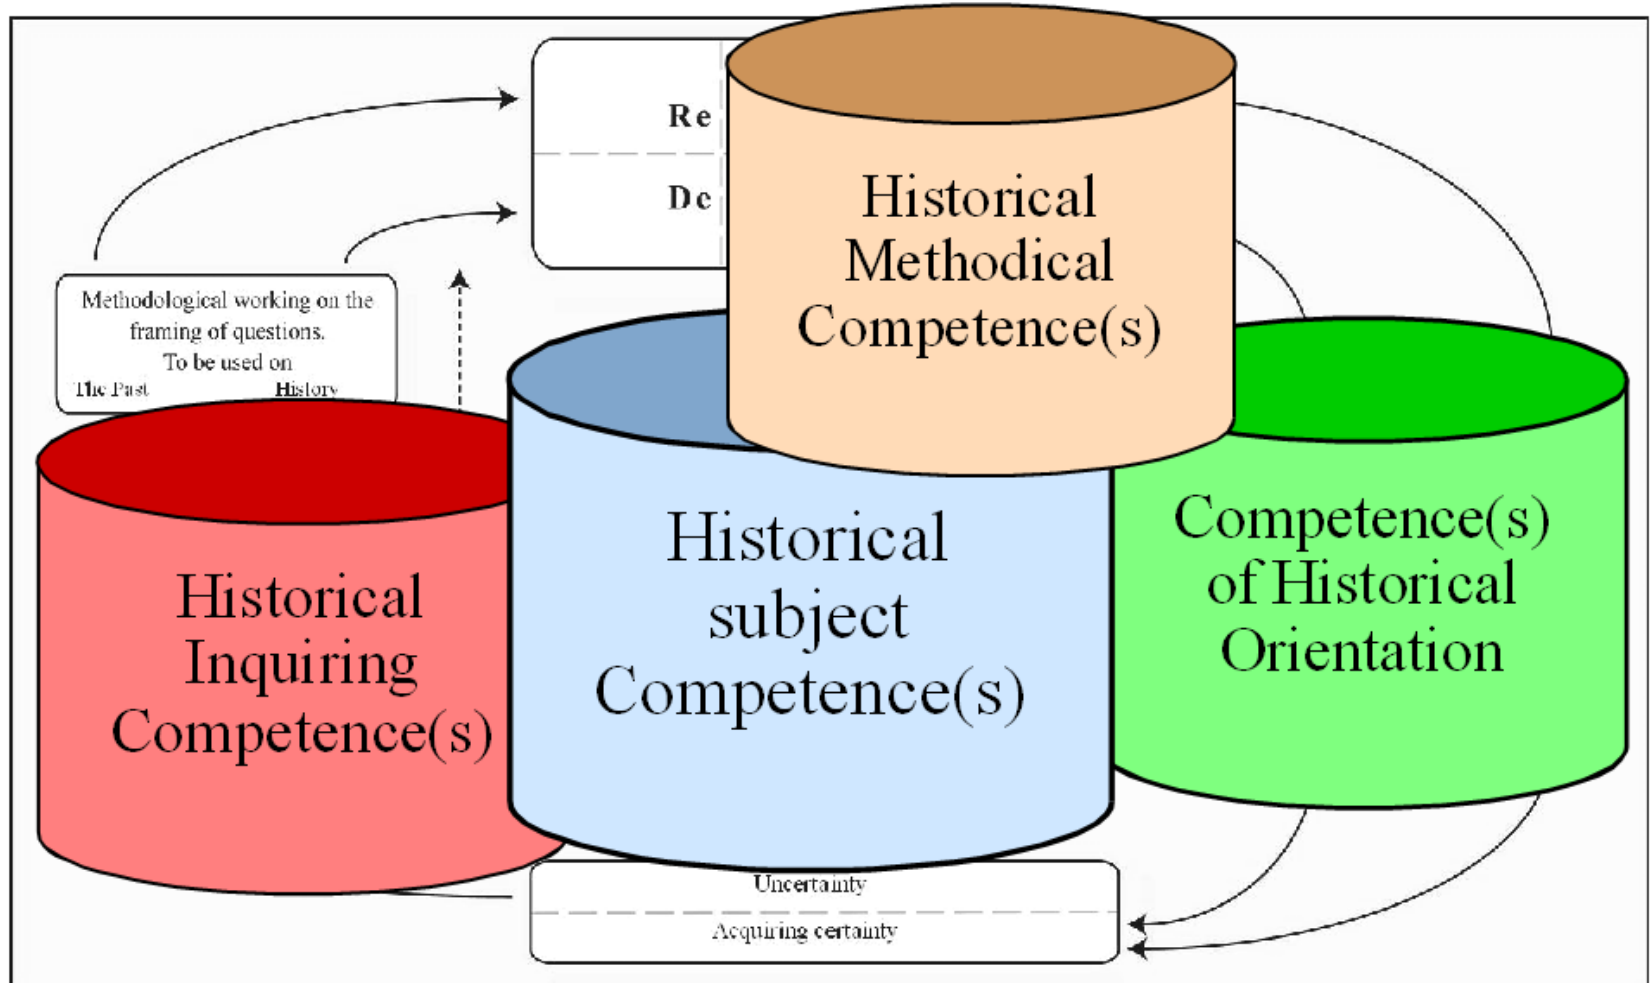 Re
Dc
Historical
Methodical
Competence(s)
Methodological working on the
framing of questions.
To be used on
The Past History
Historical
Inquiring
Competence(s)
Historical
subject
Competence(s)
Competence(s)
of Historical
Orientation
Uncertainty
Acquiring certainty